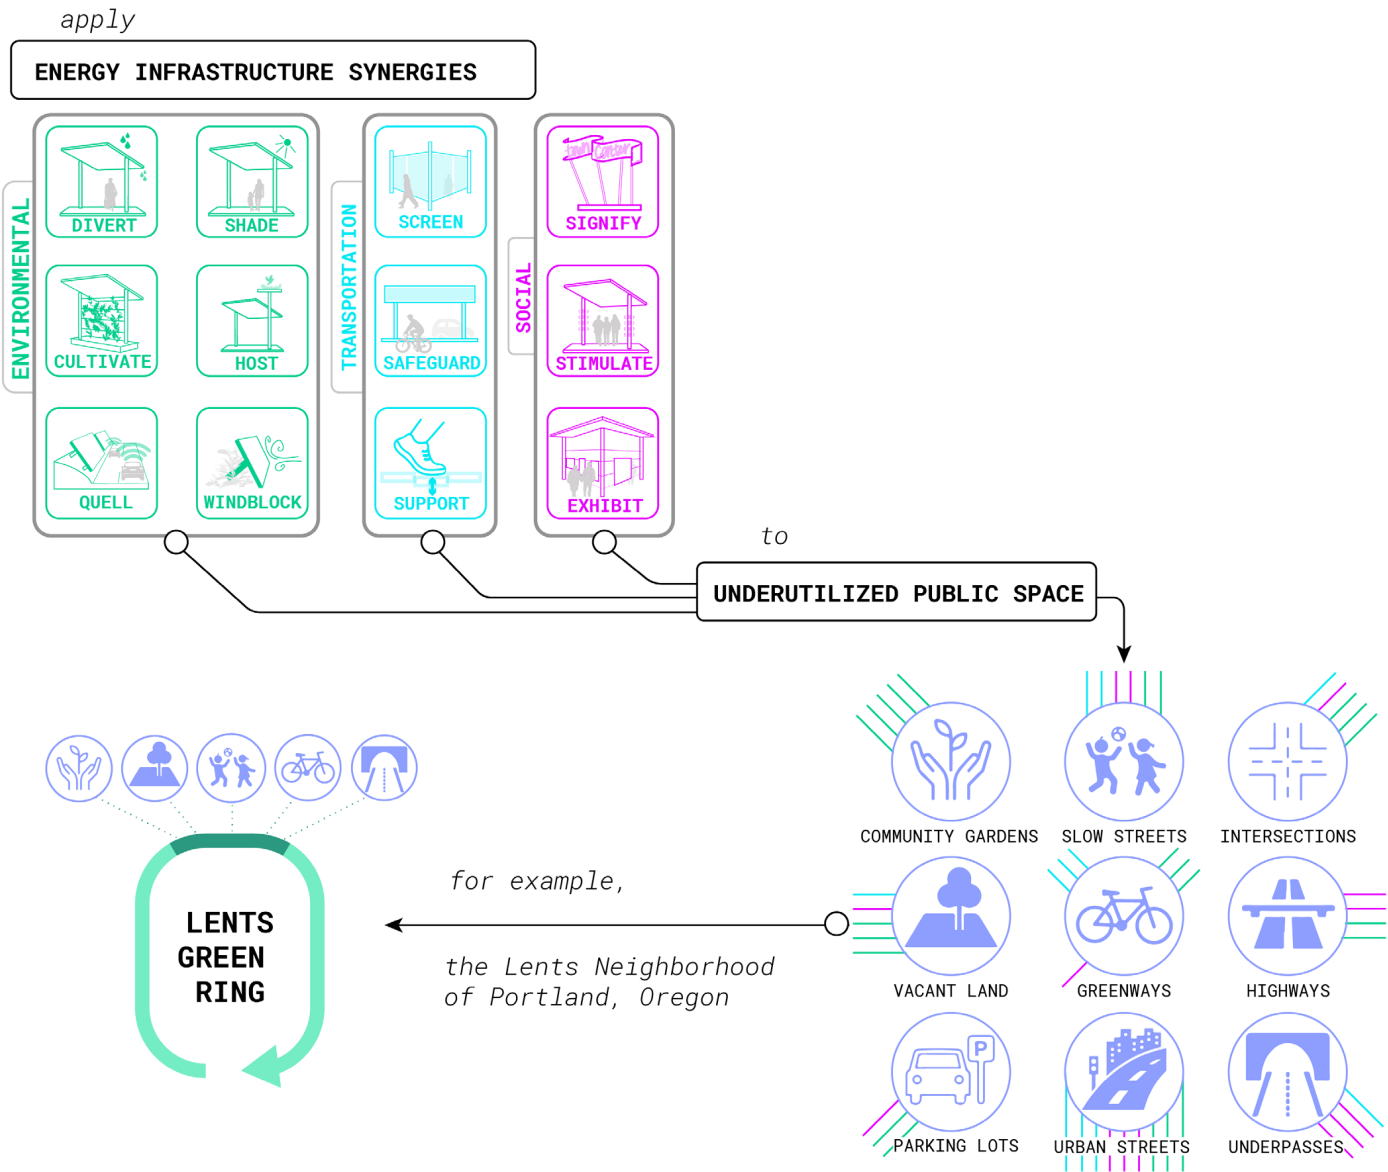 apply
ENERGY INFRASTRUCTURE SYNERGIES
ENVIRONMENTAL
DIVERT
SHADE
CULTIVATE
HOST
QUELL
WINDBLOCK
TRANSPORTATION
SCREEN
SAFEGUARD
SUPPORT
SOCIAL
Town Center
SIGNIFY
STIMULATE
EXHIBIT
to
UNDERUTILIZED PUBLIC SPACE
COMMUNITY GARDENS
SLOW STREETS
INTERSECTIONS
VACANT LAND
GREENWAYS
HIGHWAYS
P
PARKING LOTS
URBAN STREETS
UNDERPASSES
for example,
the Lents Neighborhood
of Portland, Oregon
LENTS
GREEN
RING